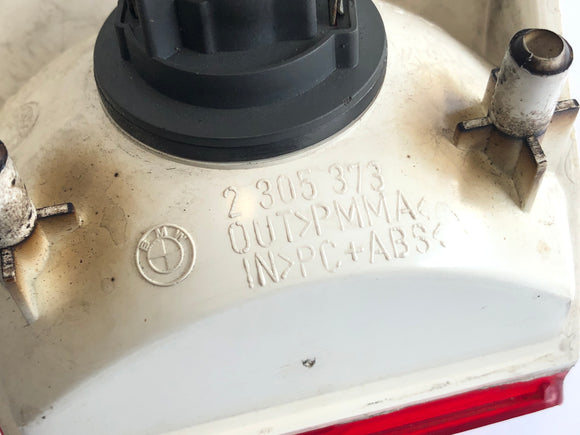 2 305 373
OUT>PMMA<
IN>PC+ABS<
BMW